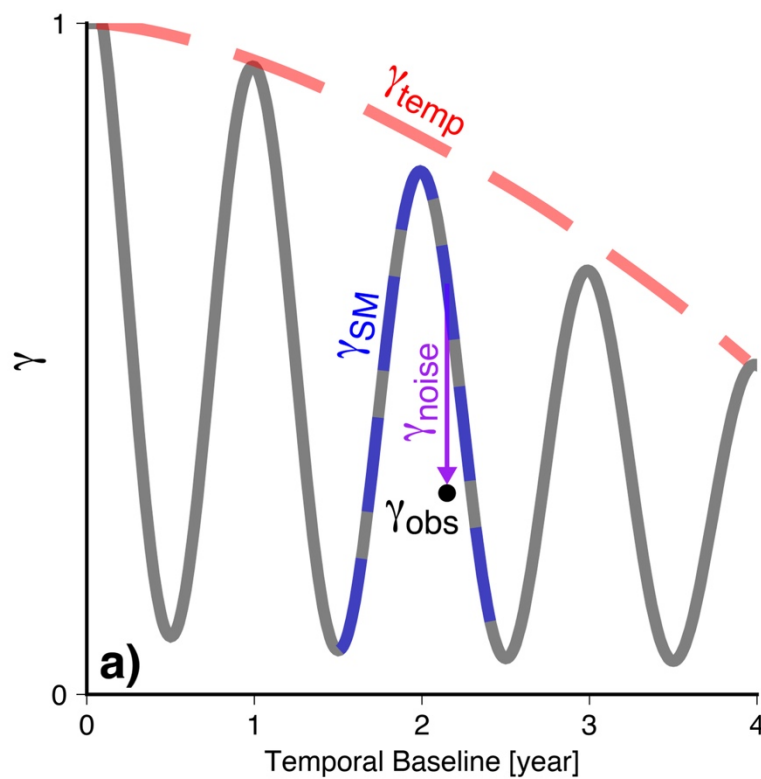 1
γtemp
γSM
γ
γnoise
γobs
a)
0
0 1 2 3 4
Temporal Baseline [year]